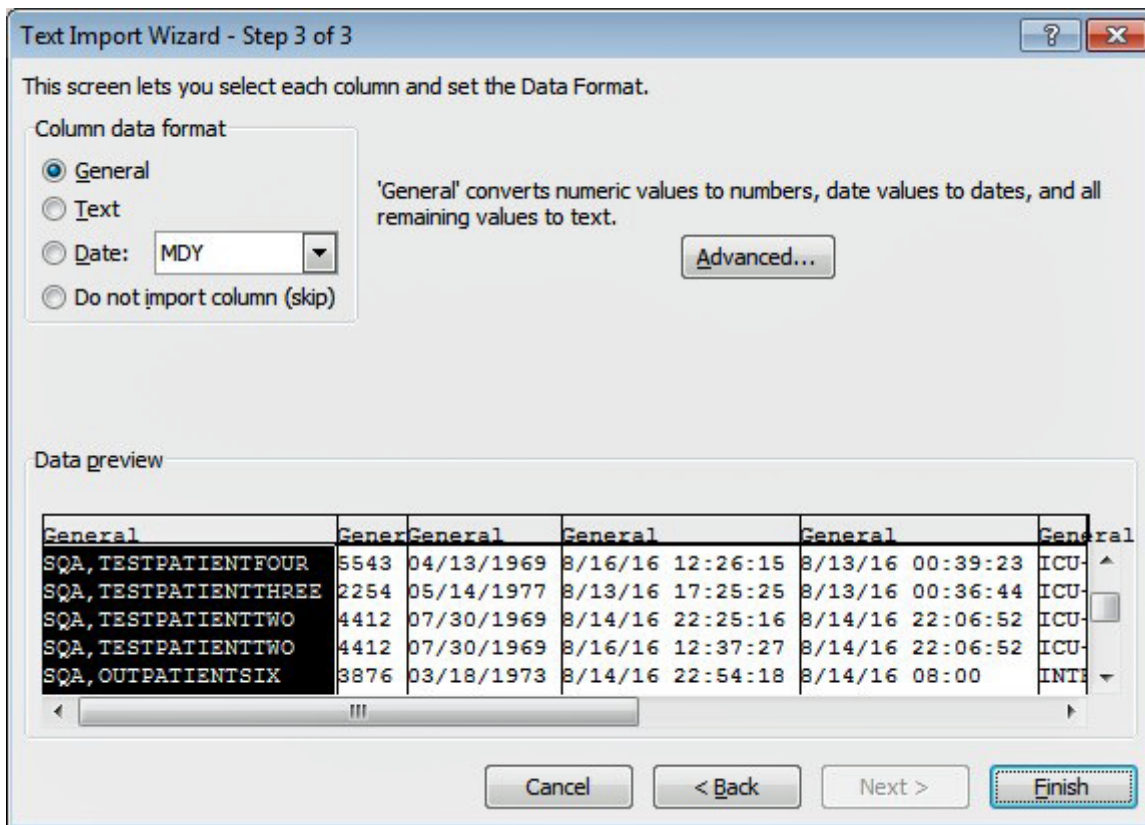 Text Import Wizard - Step 3 of 3
This screen lets you select each column and set the Data Format.
Column data format
General
Text
Date: MDY
Do not import column (skip)
'General' converts numeric values to numbers, date values to dates, and all
remaining values to text.
Advanced...
Data preview
General Gener General General General General
SQA,TESTPATIENTFOUR 5543 04/13/1969 8/16/16 12:26:15 8/13/16 00:39:23 ICU-
SQA,TESTPATIENTTHREE 2254 05/14/1977 8/13/16 17:25:25 8/13/16 00:36:44 ICU-
SQA,TESTPATIENTTWO 4412 07/30/1969 8/14/16 22:25:16 8/14/16 22:06:52 ICU-
SQA,TESTPATIENTTWO 4412 07/30/1969 8/16/16 12:37:27 8/14/16 22:06:52 ICU-
SQA,OUTPATIENTSIX 3876 03/18/1973 8/14/16 22:54:18 8/14/16 08:00
Cancel < Back Next > Finish